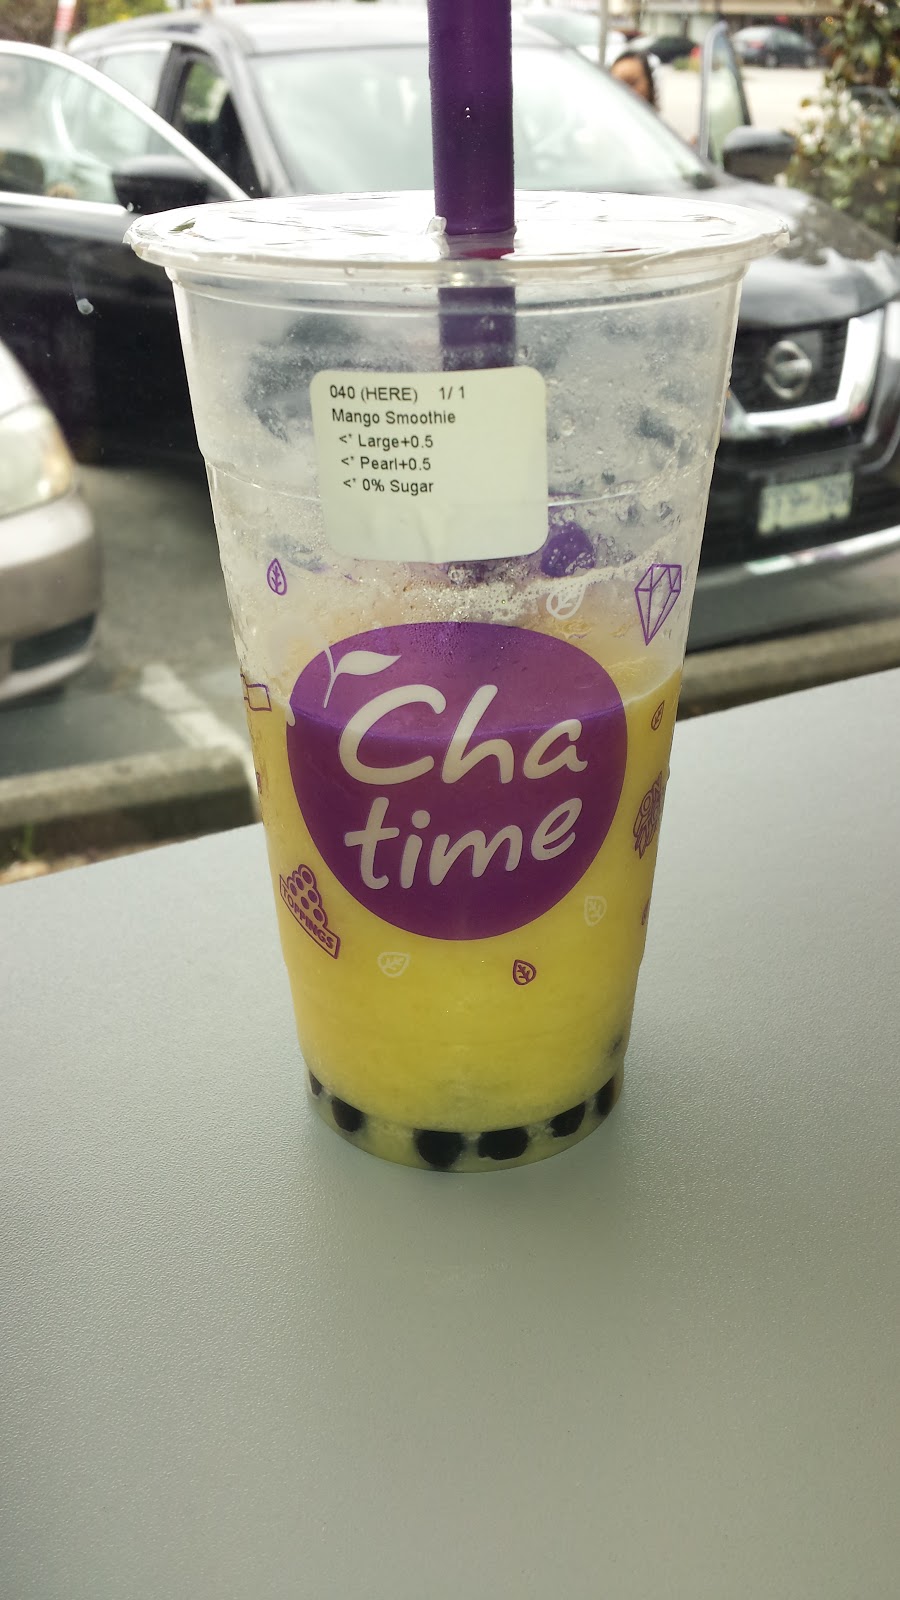 040 (HERE) 1/ 1
Mango Smoothie
<* Large+0.5
<* Pearl+0.5
<* 0% Sugar
Cha
time
TOPPINGS